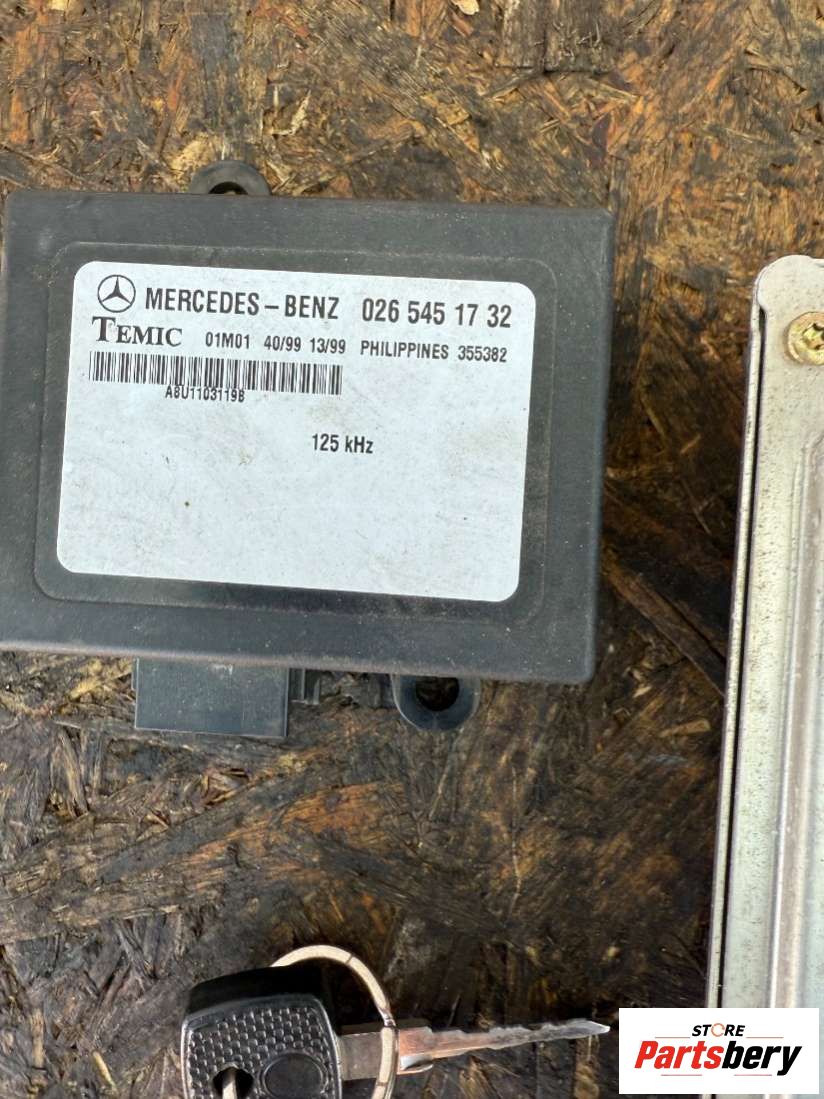 MERCEDES-BENZ 026 545 17 32
TEMIC 01M01 40/99 13/99 PHILIPPINES 355382
A8U1103119B
125 kHz
STORE
Partsbery